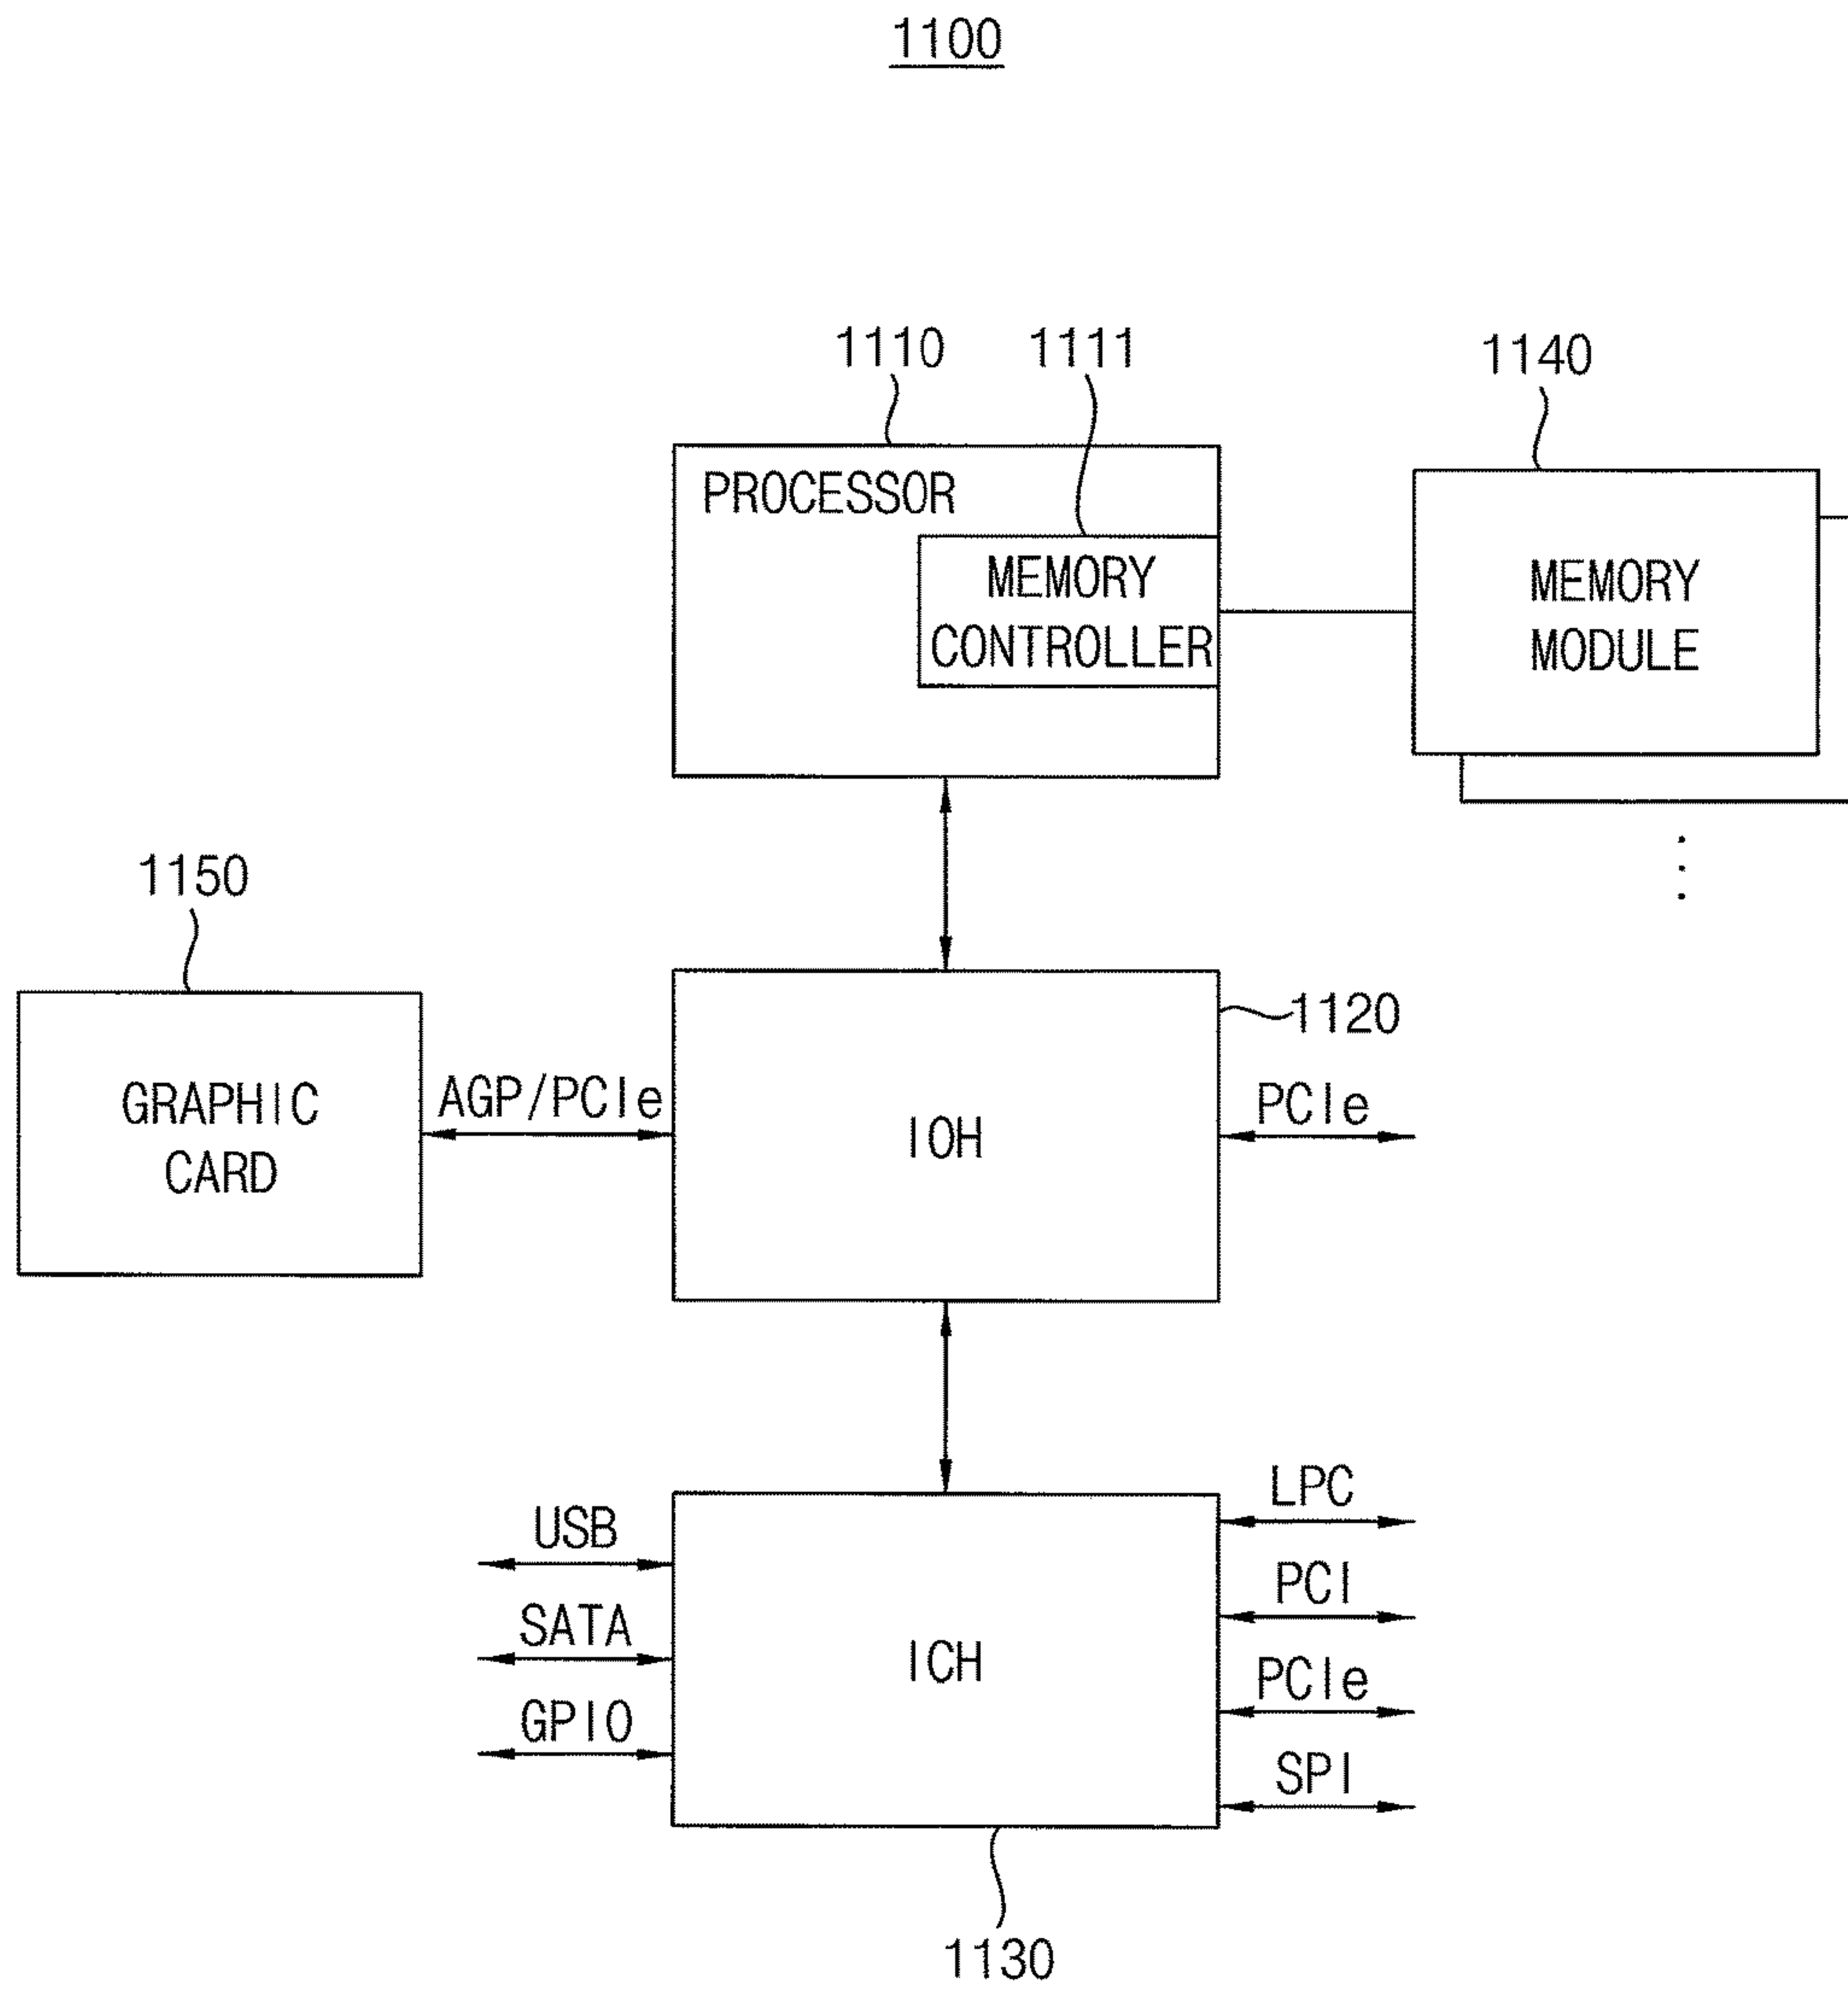 1100
1110
1111
1140
PROCESSOR
MEMORY
CONTROLLER
MEMORY
MODULE
1150
1120
GRAPHIC
CARD
AGP/PCIe
IOH
PCIe
USB
SATA
GPIO
ICH
LPC
PCI
PCIe
SPI
1130